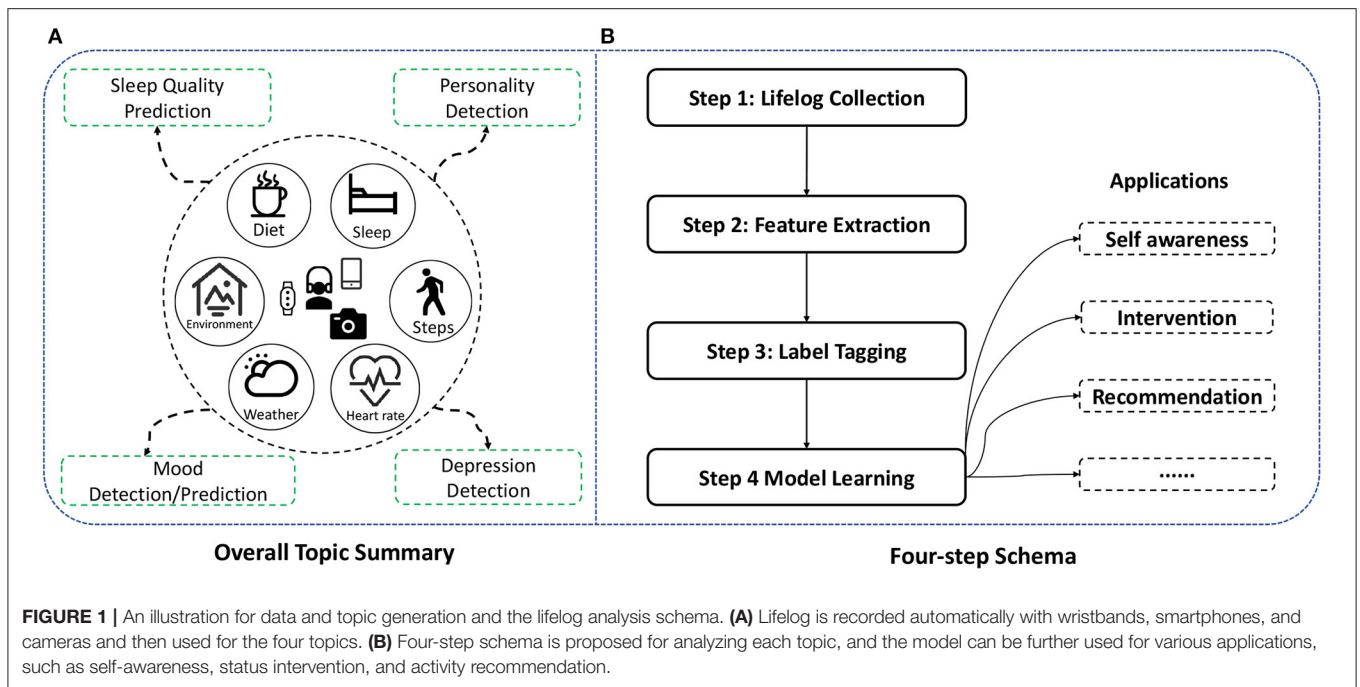 A
Sleep Quality
Prediction
Personality
Detection
Diet
Sleep
Environment
Steps
Weather
Heart rate
Mood
Detection/Prediction
Depression
Detection
Overall Topic Summary
B
Step 1: Lifelog Collection
Step 2: Feature Extraction
Step 3: Label Tagging
Step 4 Model Learning
Applications
Self awareness
Intervention
Recommendation
······
Four-step Schema
FIGURE 1 | An illustration for data and topic generation and the lifelog analysis schema. (A) Lifelog is recorded automatically with wristbands, smartphones, and
cameras and then used for the four topics. (B) Four-step schema is proposed for analyzing each topic, and the model can be further used for various applications,
such as self-awareness, status intervention, and activity recommendation.